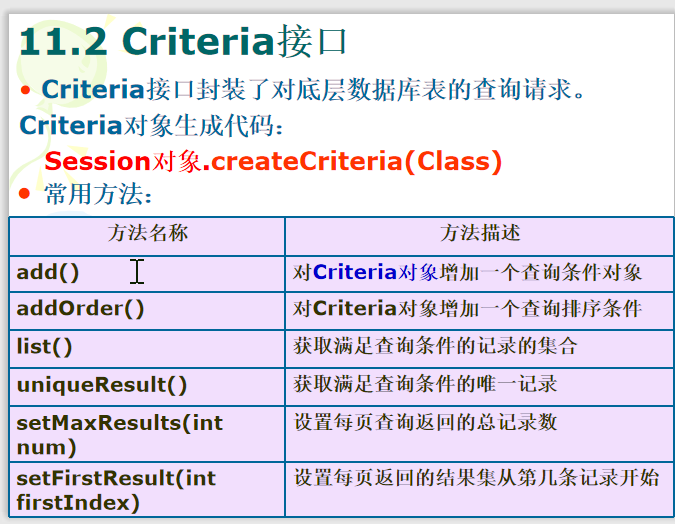 11.2 Criteria接口
• Criteria接口封装了对底层数据库表的查询请求。
Criteria对象生成代码：
Session对象.createCriteria(Class)
• 常用方法：
方法名称 方法描述
add() 对Criteria对象增加一个查询条件对象
addOrder() 对Criteria对象增加一个查询排序条件
list() 获取满足查询条件的记录的集合
uniqueResult() 获取满足查询条件的唯一记录
setMaxResults(int
num)
设置每页查询返回的总记录数
setFirstResult(int
firstIndex)
设置每页返回的结果集从第几条记录开始